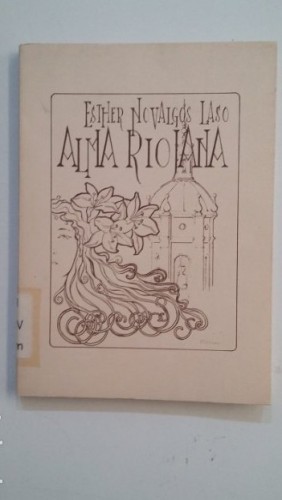 ESTHER NOVALGOS LASO
ALMA RIOJANA
V
n